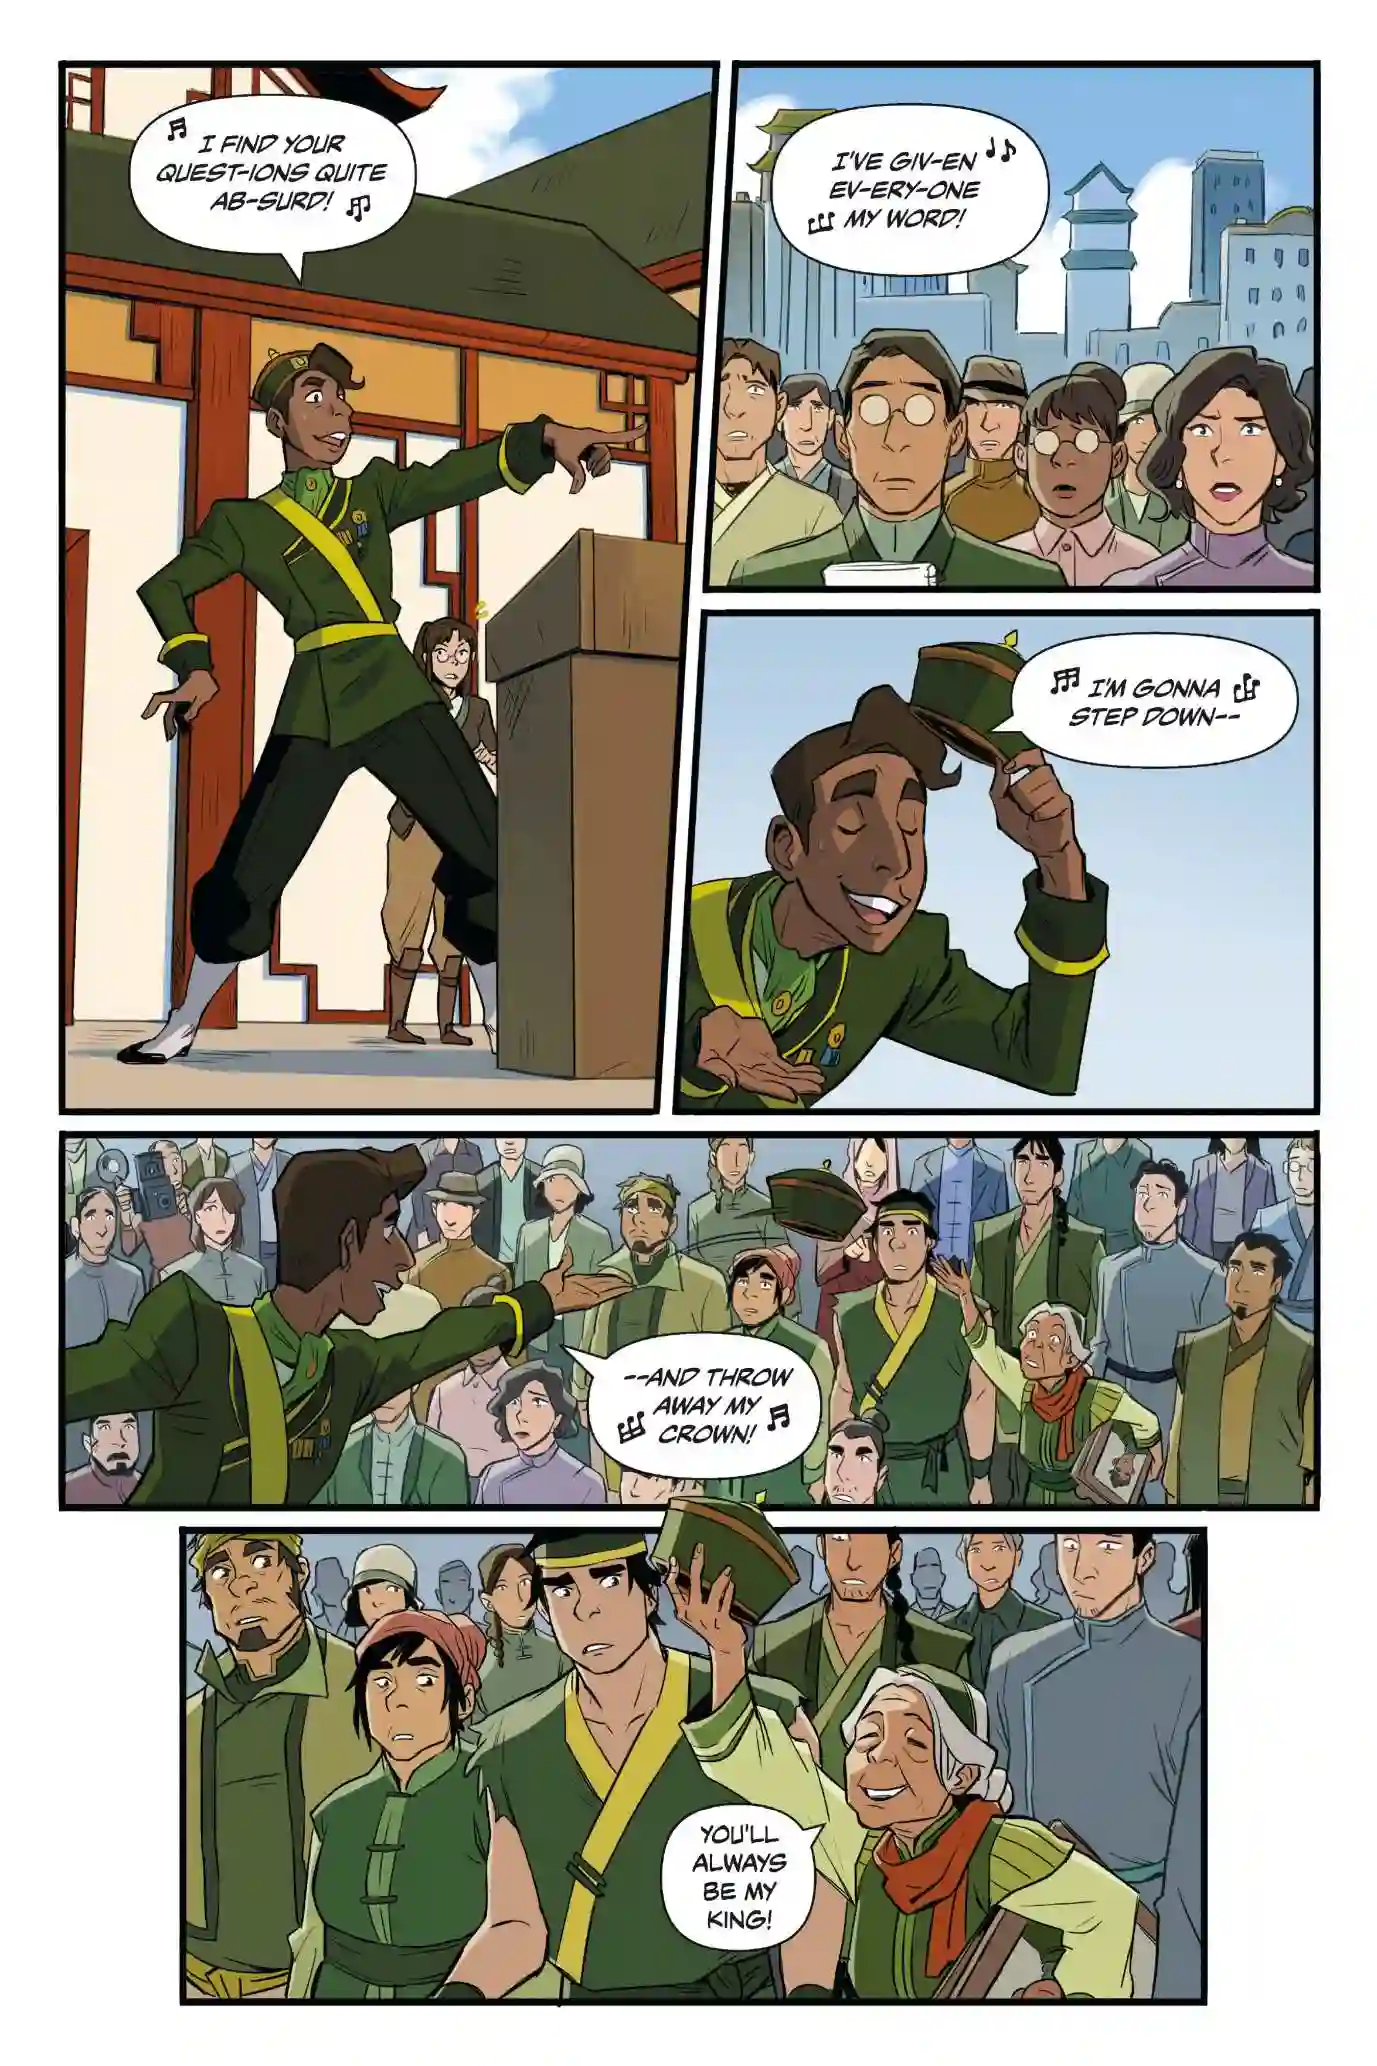 I FIND YOUR
QUEST-IONS QUITE
AB-SURD!
I'VE GIV-EN
EV-ERY-ONE
MY WORD!
I'M GONNA
STEP DOWN--
--AND THROW
AWAY MY
CROWN!
YOU'LL
ALWAYS
BE MY
KING!